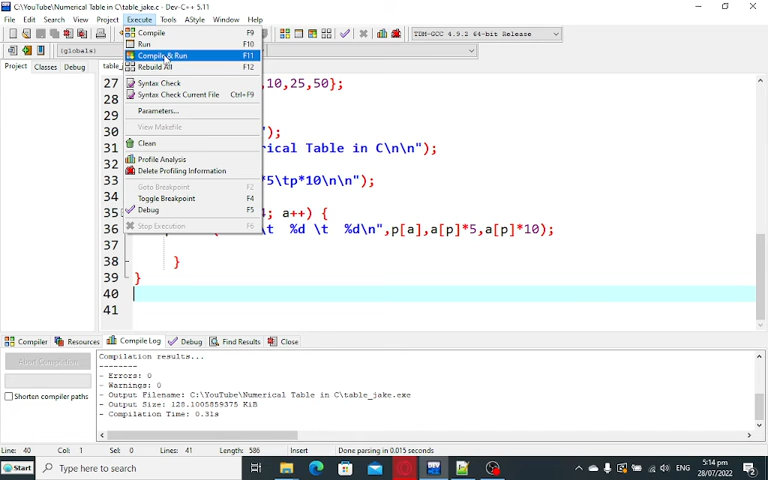 C:\YouTube\Numerical Table in C\table_jake.c - Dev-C++ 5.11
File Edit Search View Project Execute Tools AStyle Window Help
TDM-GCC 4.9.2 64-bit Release
(globals)
Project Classes Debug
Compile F9
Run F10
Compile & Run F11
Rebuild All F12
Syntax Check
Syntax Check Current File Ctrl+F9
Parameters...
View Makefile
Clean
Profile Analysis
Delete Profiling Information
Goto Breakpoint F2
Toggle Breakpoint F4
Debug F5
Stop Execution F6
27 ,10,25,50};
28
29
30 ");
31 ical Table in C\n\n");
32
33 *5\tp*10\n\n");
34
35 ; a++) {
36 \t %d \t %d\n",p[a],a[p]*5,a[p]*10);
37
38 }
39 }
40
41
Compiler Resources Compile Log Debug Find Results Close
Abort Compilation
Shorten compiler paths
Compilation results...
--------
- Errors: 0
- Warnings: 0
- Output Filename: C:\YouTube\Numerical Table in C\table_jake.exe
- Output Size: 128.1005859375 KiB
- Compilation Time: 0.31s
Line: 40 Col: 1 Sel: 0 Lines: 41 Length: 586 Insert Done parsing in 0.015 seconds
Start Type here to search ENG 5:14 pm
28/07/2022 2